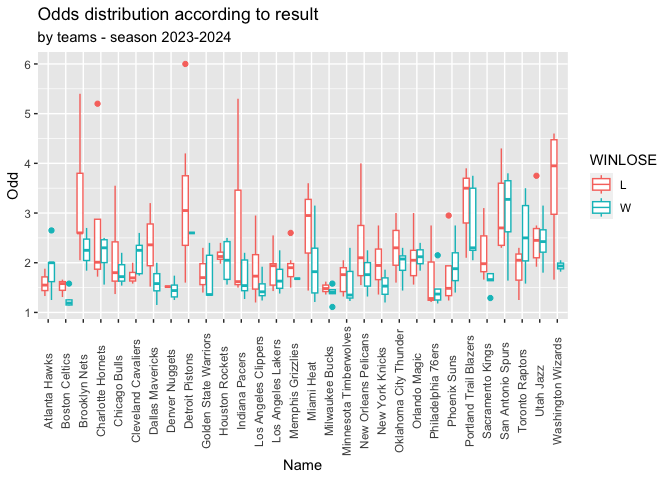 Odds distribution according to result
by teams - season 2023-2024
6
5
4
3
2
1
Odd
Atlanta Hawks
Boston Celtics
Brooklyn Nets
Charlotte Hornets
Chicago Bulls
Cleveland Cavaliers
Dallas Mavericks
Denver Nuggets
Detroit Pistons
Golden State Warriors
Houston Rockets
Indiana Pacers
Los Angeles Clippers
Los Angeles Lakers
Memphis Grizzlies
Miami Heat
Milwaukee Bucks
Minnesota Timberwolves
New Orleans Pelicans
New York Knicks
Oklahoma City Thunder
Orlando Magic
Philadelphia 76ers
Phoenix Suns
Portland Trail Blazers
Sacramento Kings
San Antonio Spurs
Toronto Raptors
Utah Jazz
Washington Wizards
Name
WINLOSE
L
W